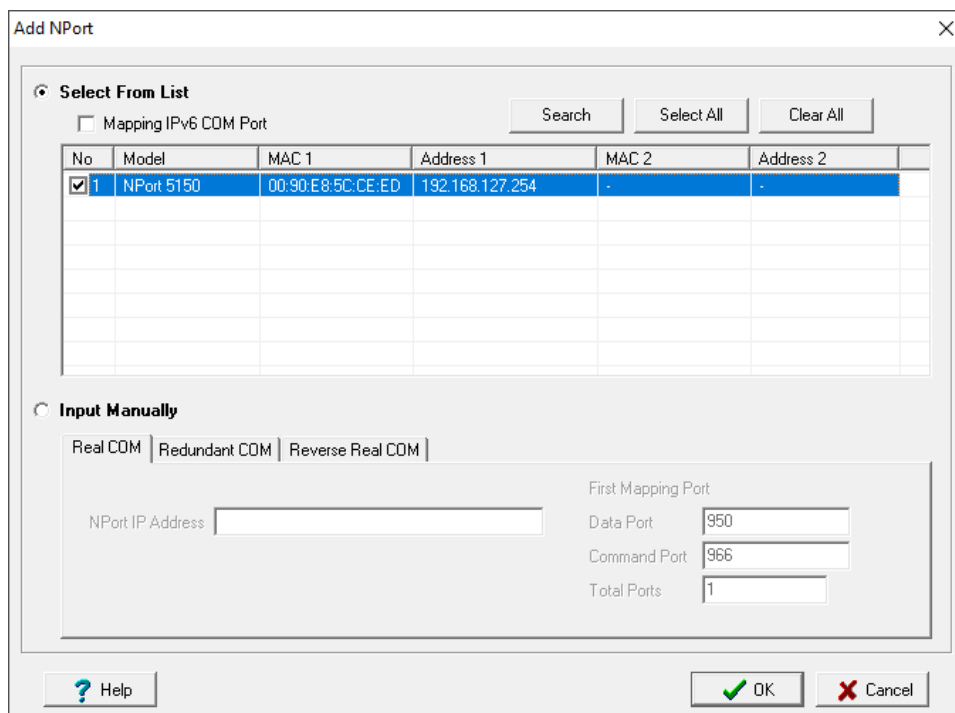 Add NPort
Select From List
Mapping IPv6 COM Port
Search
Select All
Clear All
No Model MAC 1 Address 1 MAC 2 Address 2
1 NPort 5150 00:90:E8:5C:CE:ED 192.168.127.254 - -
Input Manually
Real COM Redundant COM Reverse Real COM
First Mapping Port
NPort IP Address
Data Port 950
Command Port 966
Total Ports 1
? Help
OK
Cancel